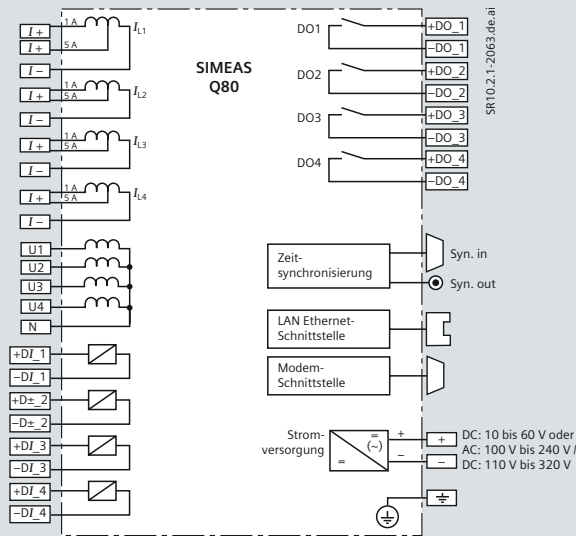 I+
1 A
I+
5 A
I L1
I−
I+
1 A
5 A
I L2
I−
I+
1 A
5 A
I L3
I−
I+
1 A
5 A
I L4
I−
U1
U2
U3
U4
N
+DI_1
−DI_1
+D±_2
−D±_2
+DI_3
−DI_3
+DI_4
−DI_4
SIMEAS
Q80
DO1
+DO_1
−DO_1
DO2
+DO_2
−DO_2
DO3
+DO_3
−DO_3
DO4
+DO_4
−DO_4
SR10.2.1-2063.de.ai
Zeit-
synchronisierung
Syn. in
Syn. out
LAN Ethernet-
Schnittstelle
Modem-
Schnittstelle
Strom-
versorgung
=
(~)
=
+
−
+
−
DC: 10 bis 60 V oder
AC: 100 V bis 240 V /
DC: 110 V bis 320 V